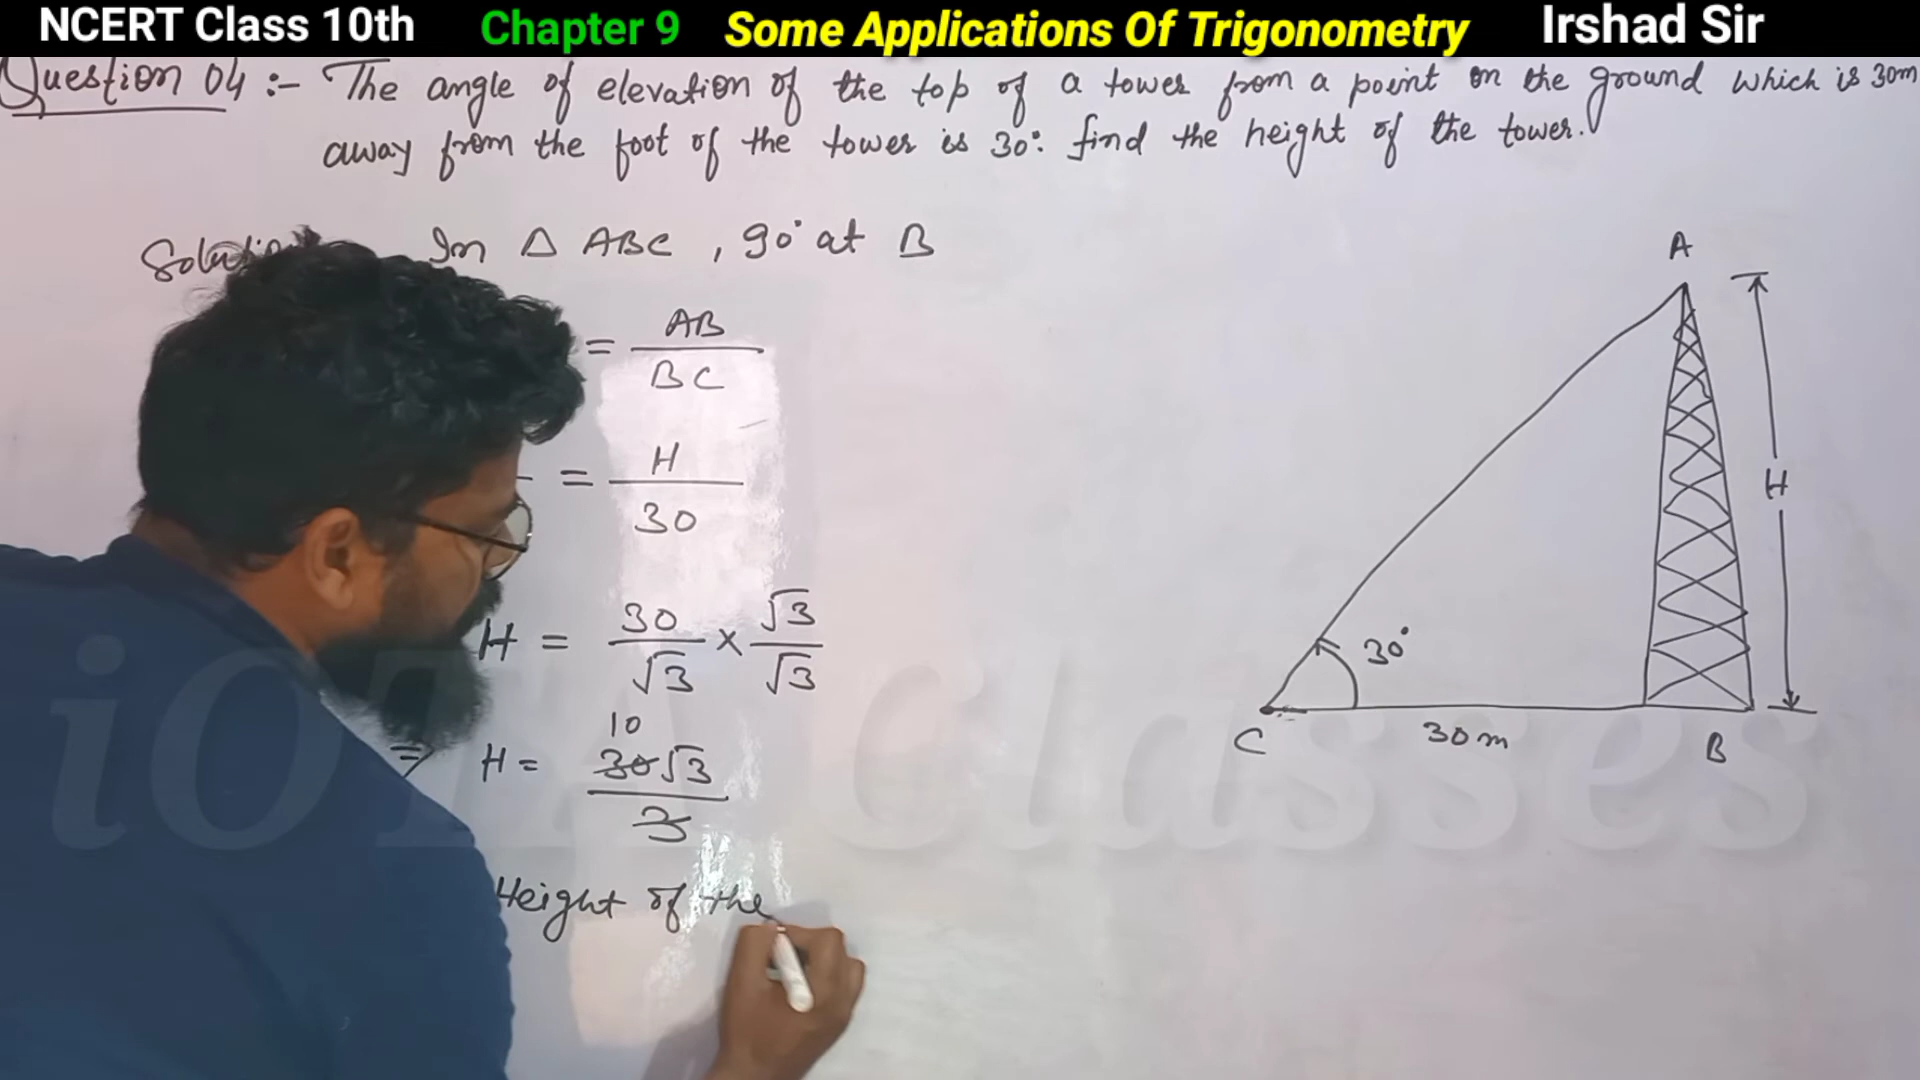 NCERT Class 10th Chapter 9 Some Applications Of Trigonometry Irshad Sir
Question 04 :- The angle of elevation of the top of a tower from a point on the ground which is 30m
away from the foot of the tower is 30°. find the height of the tower.
In △ ABC , 90° at B
= AB
BC
= H
30
H = 30/√3 × √3/√3
10
⇒ H = 30√3
3
Height of the
A
H
30°
C 30m B
iOTA Classes